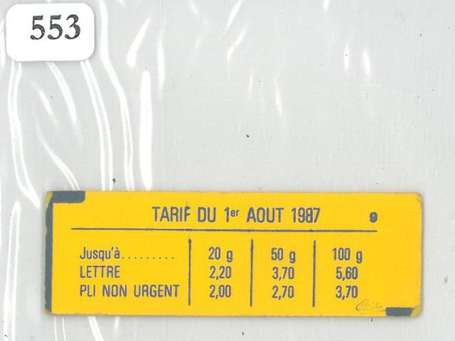 553
TARIF DU 1er AOUT 1987 9
Jusqu'à......... 20 g 50 g 100 g
LETTRE 2,20 3,70 5,60
PLI NON URGENT 2,00 2,70 3,70